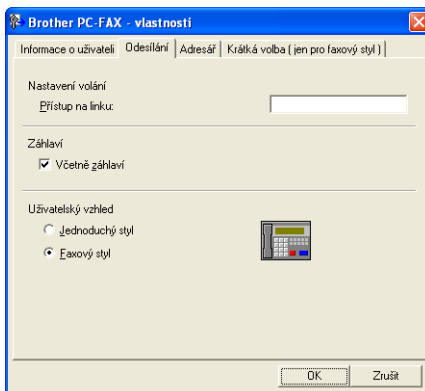 Brother PC-FAX - vlastnosti
Informace o uživateli Odesílání Adresář Krátká volba ( jen pro faxový styl )
Nastavení volání
Přístup na linku:
Záhlaví
Včetně záhlaví
Uživatelský vzhled
Jednoduchý styl
Faxový styl
OK Zrušit